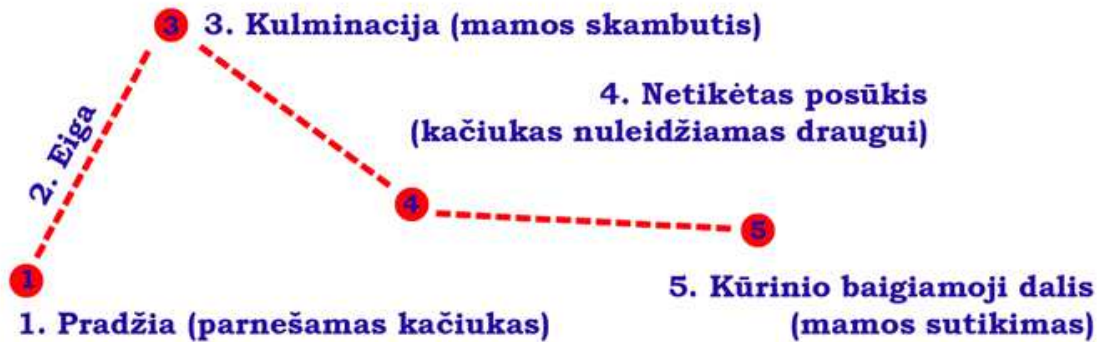 3
3. Kulminacija (mamos skambutis)
2. Eiga
4. Netikėtas posūkis
(kačiukas nuleidžiamas draugui)
4
5
1
5. Kūrinio baigiamoji dalis
(mamos sutikimas)
1. Pradžia (parnešamas kačiukas)